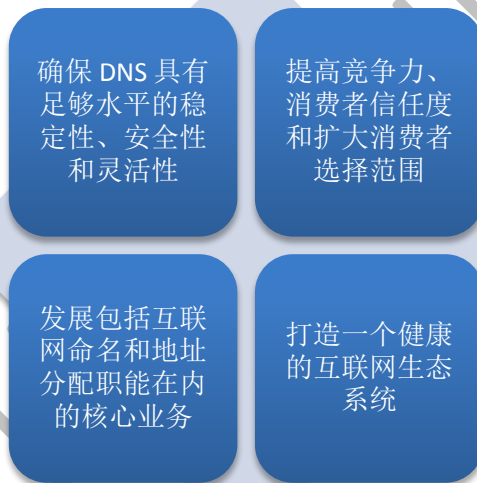 确保 DNS 具有
足够水平的稳
定性、安全性
和灵活性
提高竞争力、
消费者信任度
和扩大消费者
选择范围
发展包括互联
网命名和地址
分配职能在内
的核心业务
打造一个健康
的互联网生态
系统